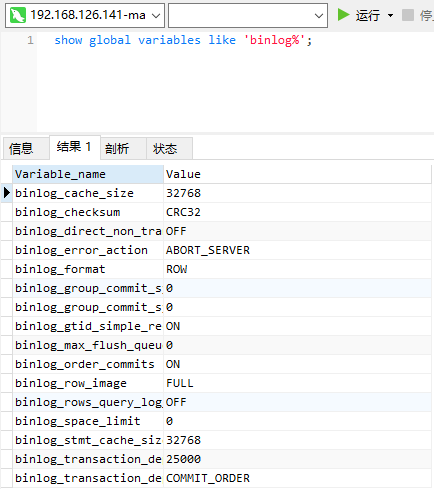 192.168.126.141-ma
运行
停
1 show global variables like 'binlog%';
信息 结果 1 剖析 状态
Variable_name Value
binlog_cache_size 32768
binlog_checksum CRC32
binlog_direct_non_tra OFF
binlog_error_action ABORT_SERVER
binlog_format ROW
binlog_group_commit_s 0
binlog_group_commit_s 0
binlog_gtid_simple_re ON
binlog_max_flush_queu 0
binlog_order_commits ON
binlog_row_image FULL
binlog_rows_query_log OFF
binlog_space_limit 0
binlog_stmt_cache_siz 32768
binlog_transaction_de 25000
binlog_transaction_de COMMIT_ORDER